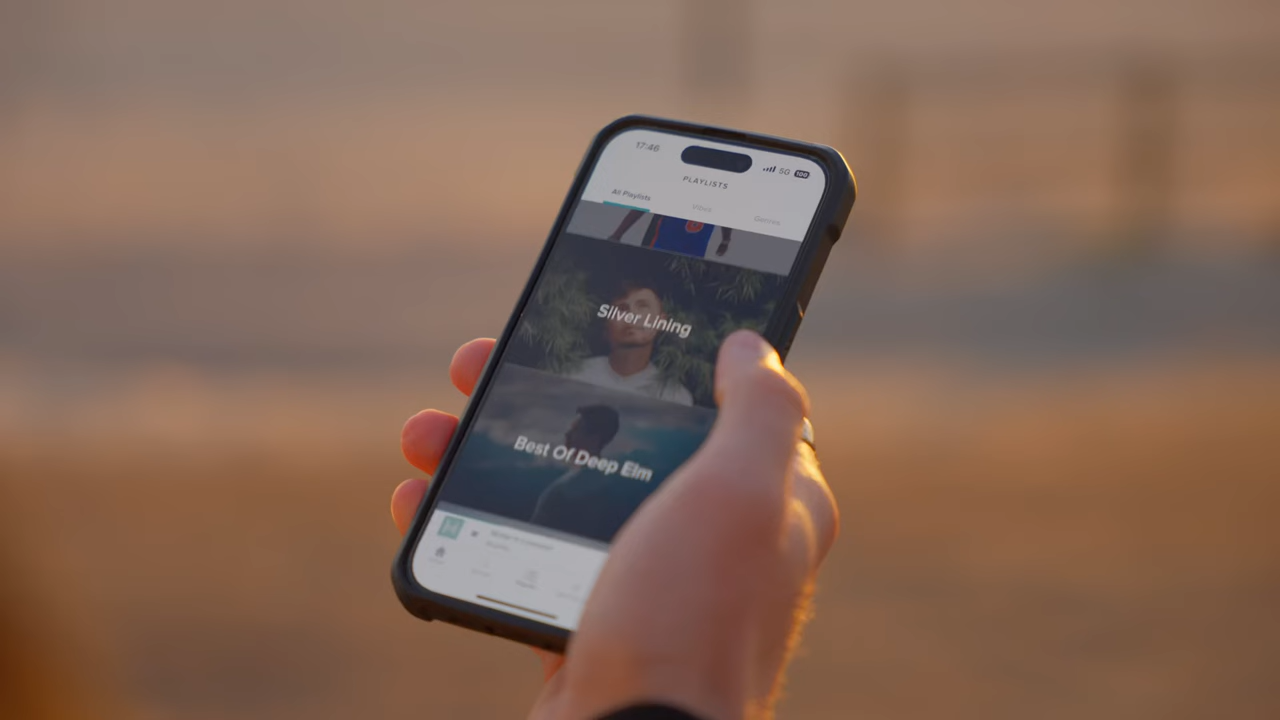 17:46
5G 100
PLAYLISTS
All Playlists Vibes Genres
Silver Lining
Best Of Deep Elm